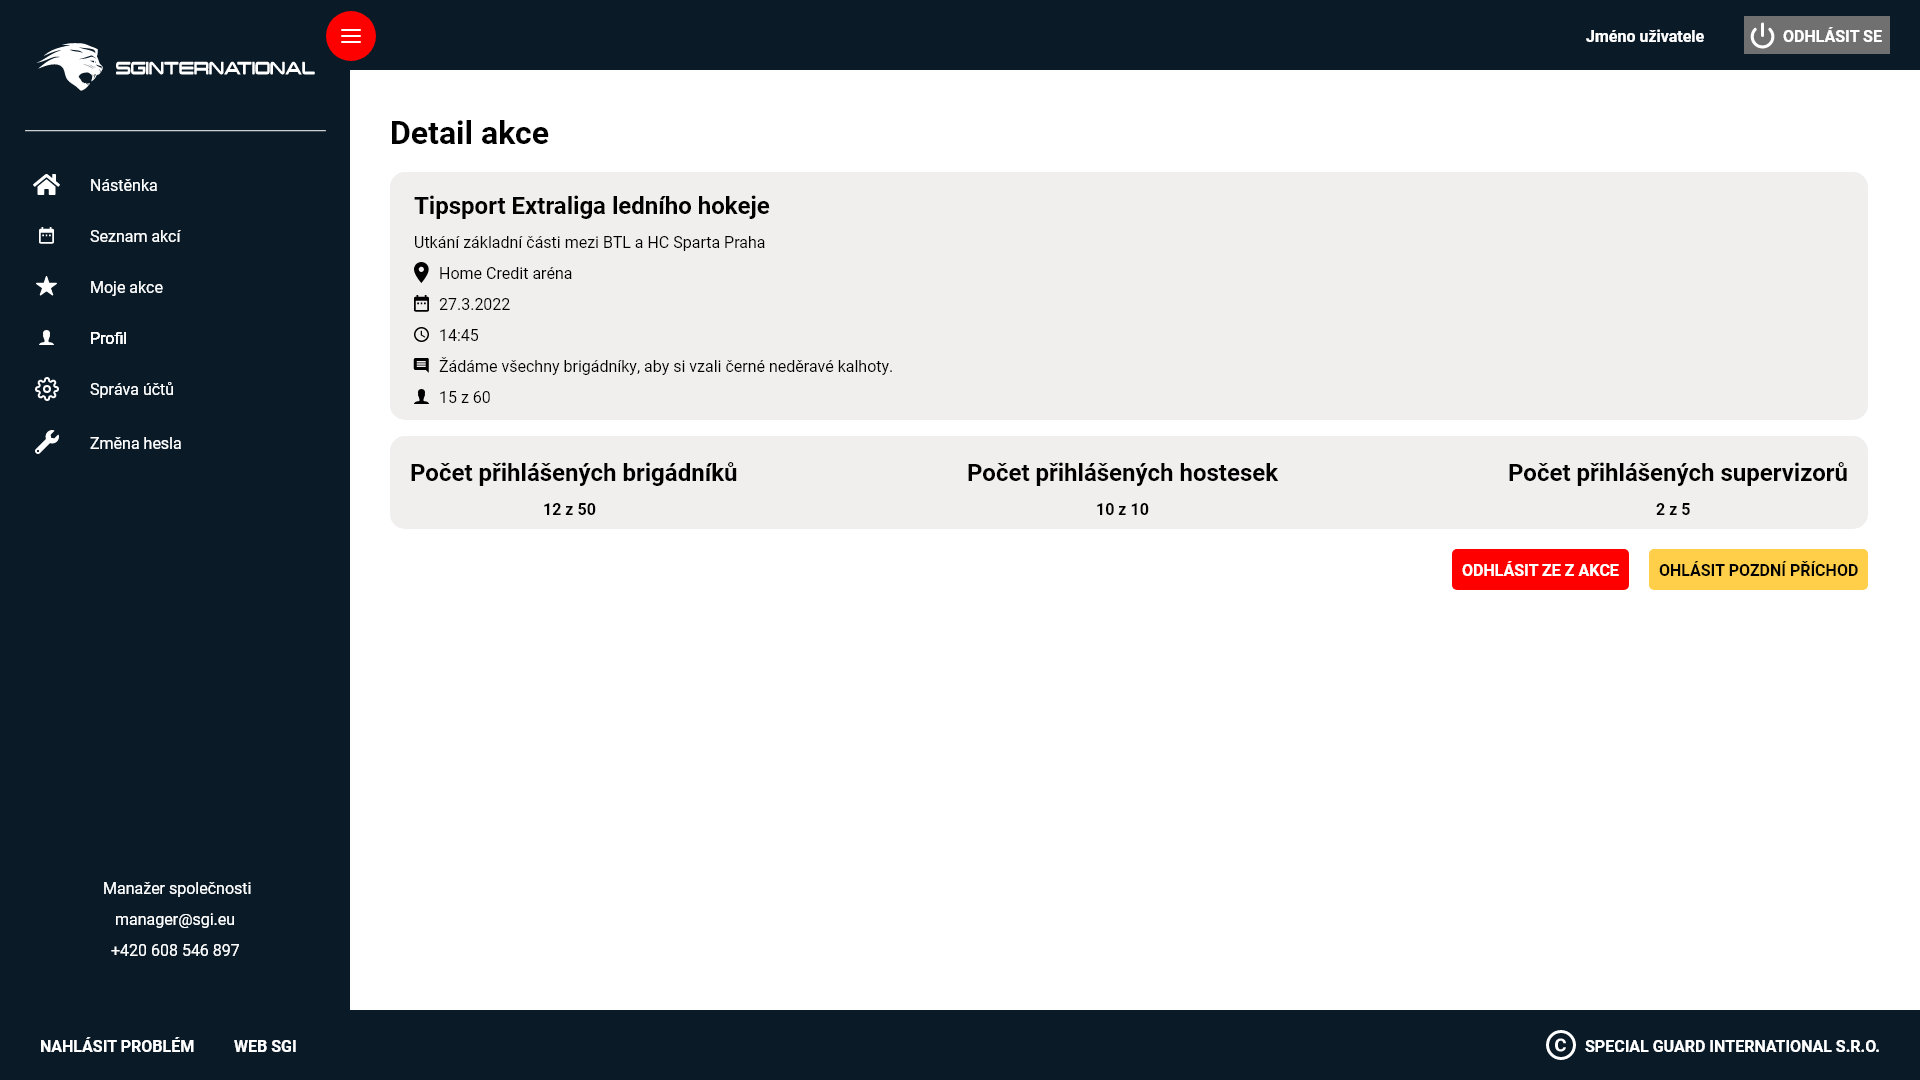 SGINTERNATIONAL
Jméno uživatele
ODHLÁSIT SE
Nástěnka
Seznam akcí
Moje akce
Profil
Správa účtů
Změna hesla
Manažer společnosti
manager@sgi.eu
+420 608 546 897
Detail akce
Tipsport Extraliga ledního hokeje
Utkání základní části mezi BTL a HC Sparta Praha
Home Credit aréna
27.3.2022
14:45
Žádáme všechny brigádníky, aby si vzali černé neděravé kalhoty.
15 z 60
Počet přihlášených brigádníků
12 z 50
Počet přihlášených hostesek
10 z 10
Počet přihlášených supervizorů
2 z 5
ODHLÁSIT ZE Z AKCE
OHLÁSIT POZDNÍ PŘÍCHOD
NAHLÁSIT PROBLÉM
WEB SGI
© SPECIAL GUARD INTERNATIONAL S.R.O.